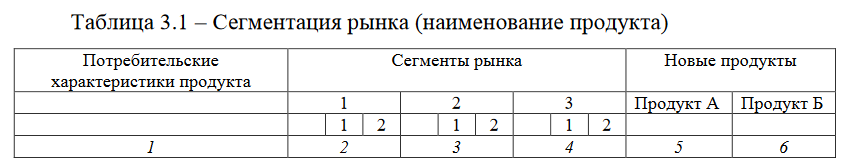 Таблица 3.1 – Сегментация рынка (наименование продукта)
Потребительские характеристики продукта Сегменты рынка Новые продукты
1 2 3 Продукт А Продукт Б
1 2 1 2 1 2
1 2 3 4 5 6